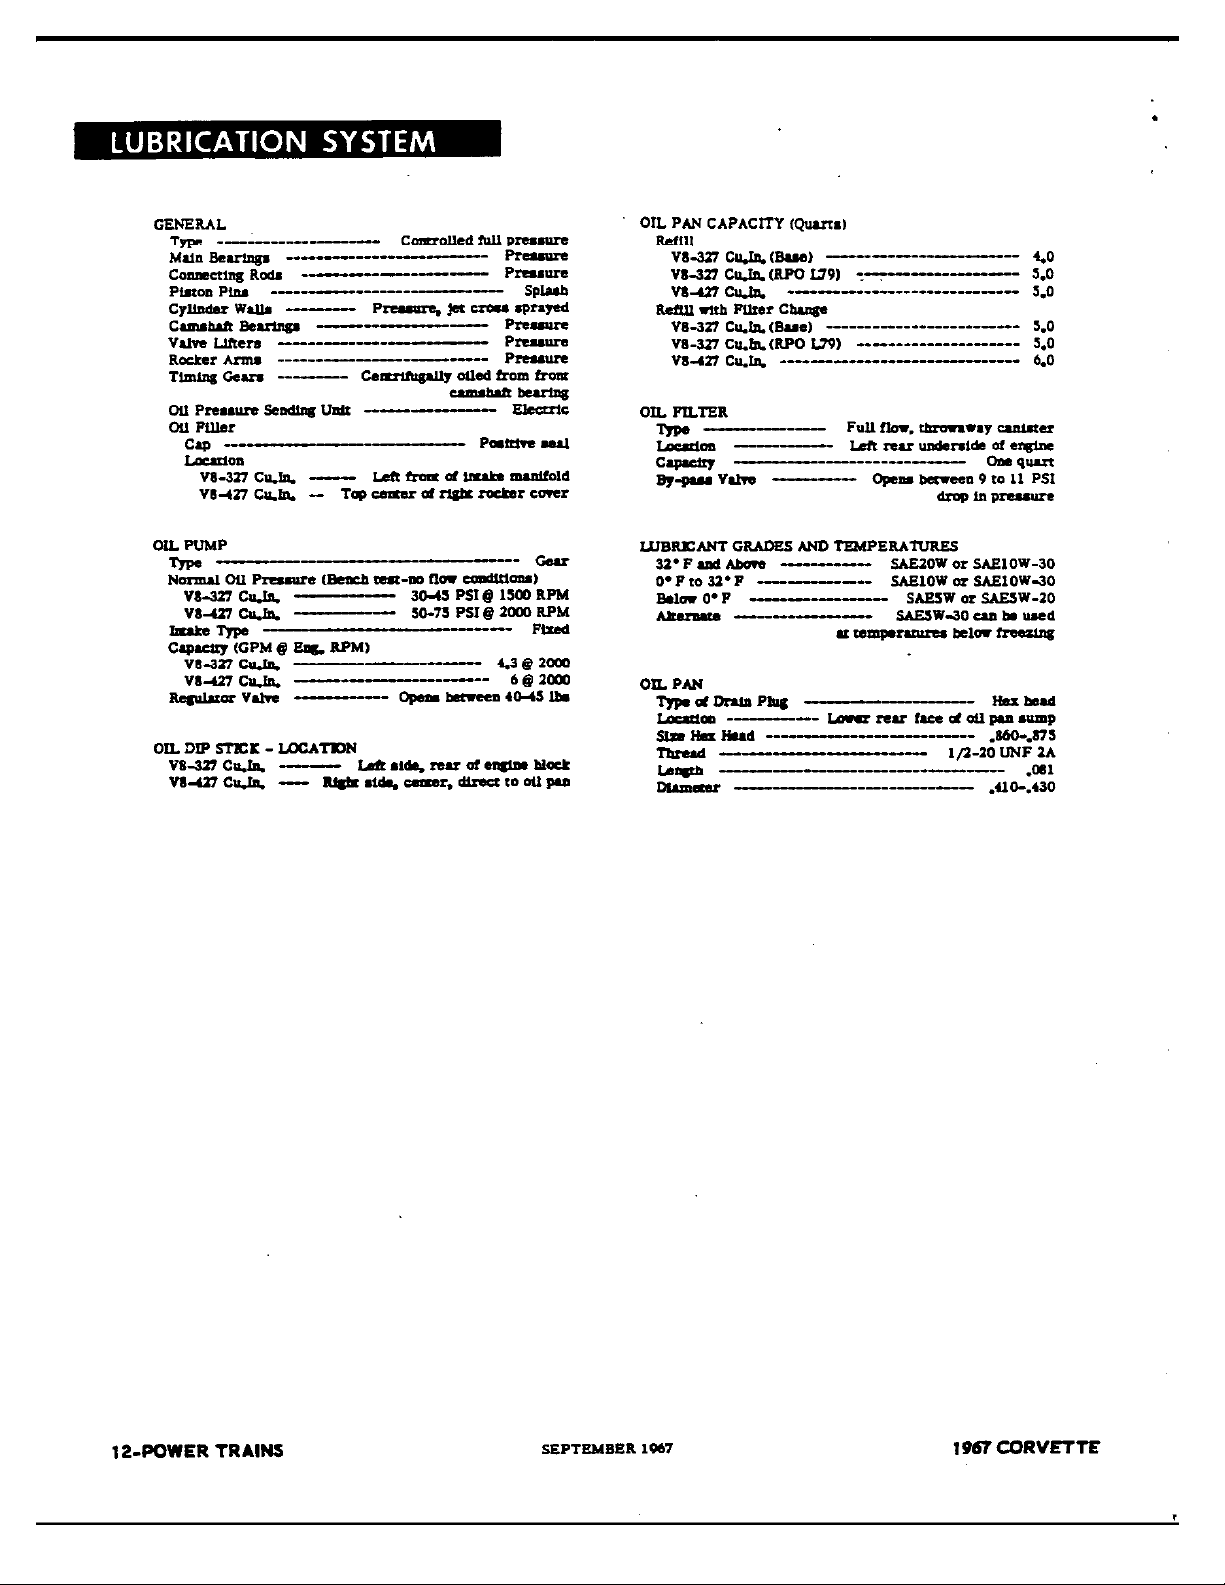 LUBRICATION SYSTEM
GENERAL
Type --------------------- Controlled full pressure
Main Bearings -------------------------- Pressure
Connecting Rods ------------------------ Pressure
Piston Pins ------------------------------ Splash
Cylinder Walls --------- Pressure, jet cross sprayed
Camshaft Bearings ---------------------- Pressure
Valve Lifters --------------------------- Pressure
Rocker Arms --------------------------- Pressure
Timing Gears --------- Centrifugally oiled from front
camshaft bearing
Oil Pressure Sending Unit ----------------- Electric
Oil Filler
Cap ------------------------------- Positive seal
Location
V8-327 Cu.In. ------ Left front of intake manifold
V8-427 Cu.In. -- Top center of right rocker cover
OIL PUMP
Type --------------------------------------- Gear
Normal Oil Pressure (Bench test-no flow conditions)
V8-327 Cu.In. ------------- 30-45 PSI @ 1500 RPM
V8-427 Cu.In. ------------- 50-75 PSI @ 2000 RPM
Intake Type -------------------------------- Fixed
Capacity (GPM @ Eng. RPM)
V8-327 Cu.In. ------------------------ 4.3 @ 2000
V8-427 Cu.In. ------------------------- 6 @ 2000
Regulator Valve ------------ Opens between 40-45 lbs
OIL DIP STICK - LOCATION
V8-327 Cu.In. -------- Left side, rear of engine block
V8-427 Cu.In. ---- Right side, center, direct to oil pan
OIL PAN CAPACITY (Quarts)
Refill
V8-327 Cu.In. (Base) ------------------------- 4.0
V8-327 Cu.In. (RPO L79) --------------------- 5.0
V8-427 Cu.In. ------------------------------ 5.0
Refill with Filter Change
V8-327 Cu.In. (Base) ------------------------- 5.0
V8-327 Cu.In. (RPO L79) --------------------- 5.0
V8-427 Cu.In. ------------------------------- 6.0
OIL FILTER
Type ---------------- Full flow, throwaway canister
Location ------------- Left rear underside of engine
Capacity ------------------------------ One quart
By-pass Valve ----------- Opens between 9 to 11 PSI
drop in pressure
LUBRICANT GRADES AND TEMPERATURES
32° F and Above ------------ SAE20W or SAE10W-30
0° F to 32° F --------------- SAE10W or SAE10W-30
Below 0° F ------------------ SAE5W or SAE5W-20
Alternate ------------------ SAE5W-30 can be used
at temperatures below freezing
OIL PAN
Type of Drain Plug ---------------------- Hex head
Location ------------ Lower rear face of oil pan sump
Size Hex Head --------------------------- .860-.875
Thread --------------------------- 1/2-20 UNF 2A
Length ------------------------------------- .081
Diameter ------------------------------- .410-.430
12-POWER TRAINS
SEPTEMBER 1967
1967 CORVETTE